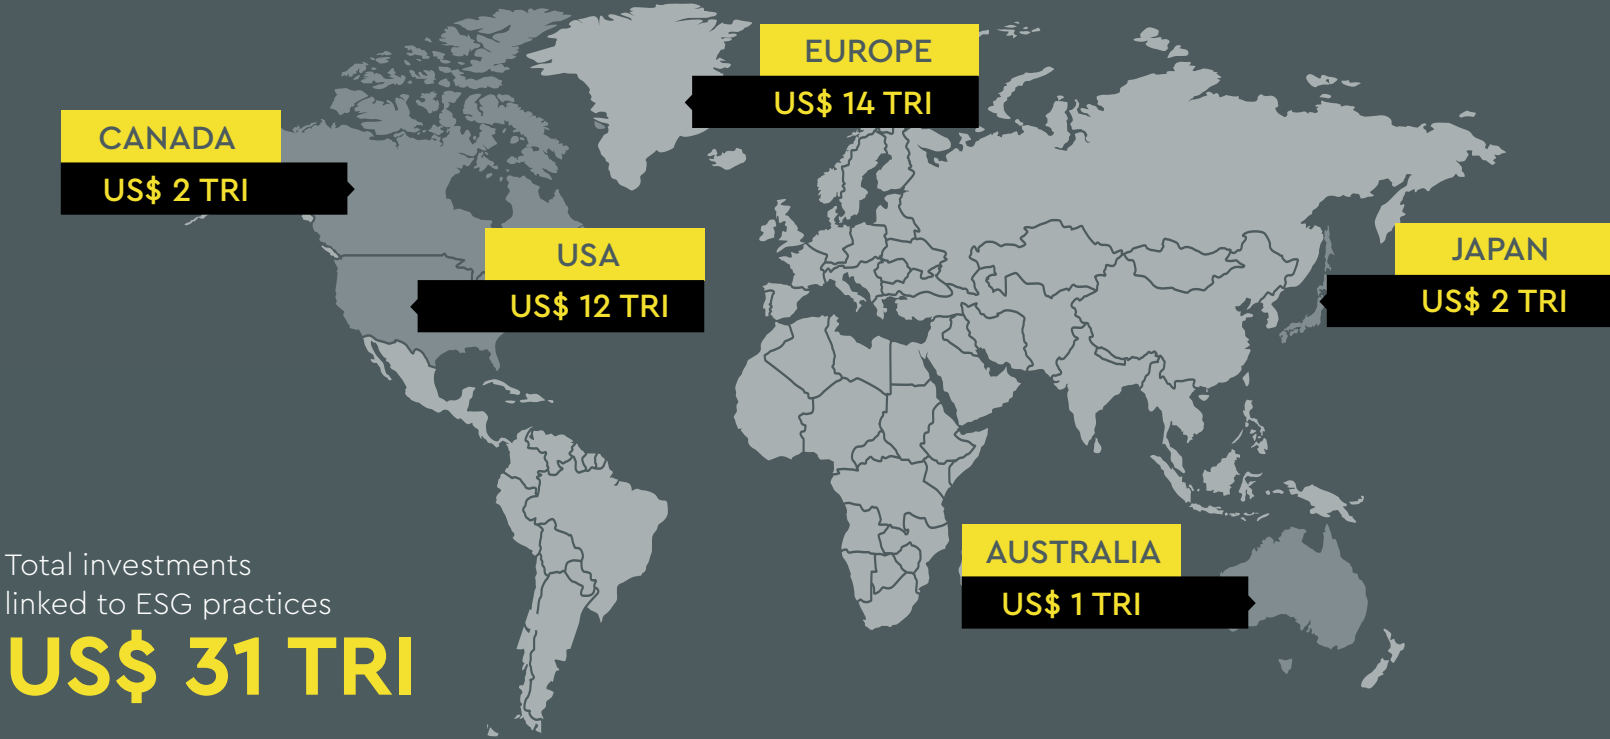 EUROPE
US$ 14 TRI
CANADA
US$ 2 TRI
USA
US$ 12 TRI
JAPAN
US$ 2 TRI
AUSTRALIA
US$ 1 TRI
Total investments
linked to ESG practices
US$ 31 TRI